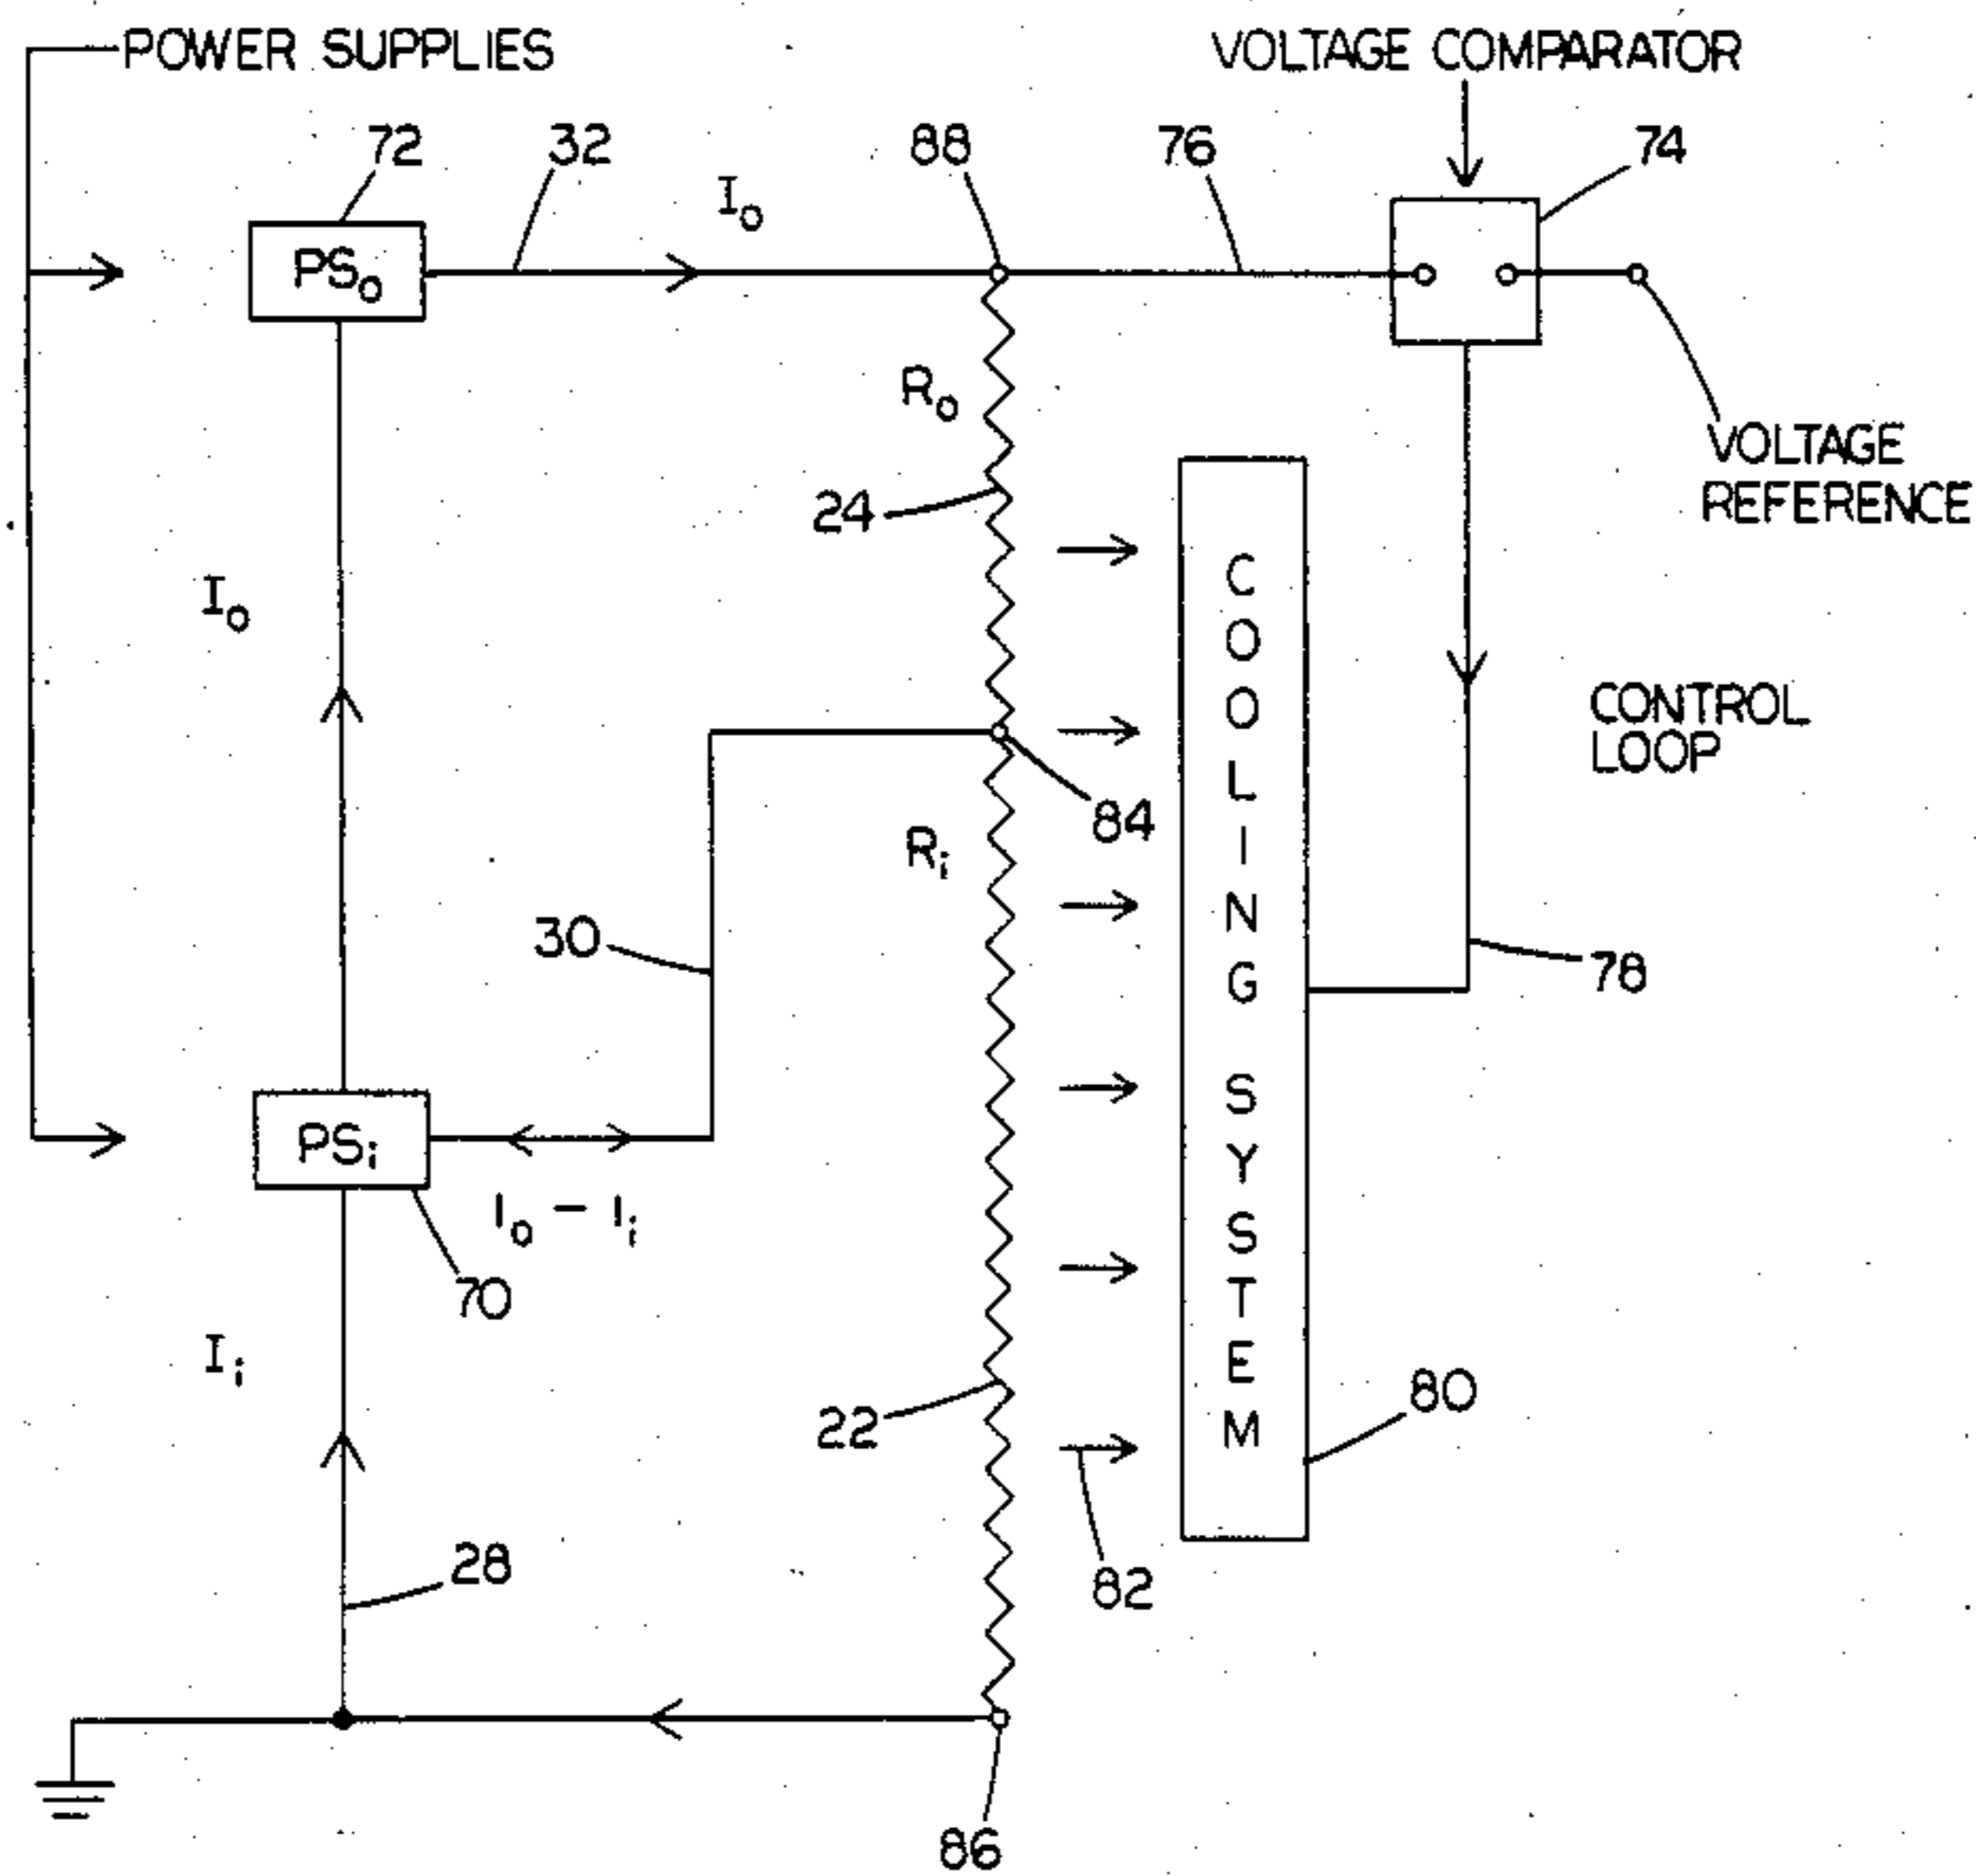 POWER SUPPLIES
VOLTAGE COMPARATOR
72
32
88
76
74
I₀
PS₀
R₀
VOLTAGE
REFERENCE
24
I₀
CONTROL
LOOP
84
Rᵢ
30
78
COOLING SYSTEM
PSᵢ
I₀ - Iᵢ
70
Iᵢ
22
80
28
82
86